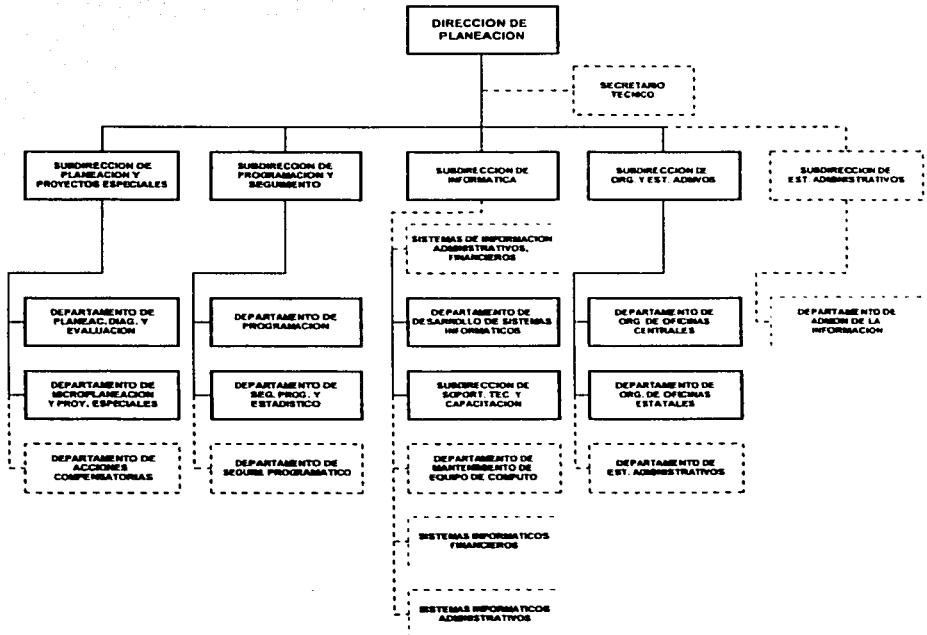 DIRECCION DE
PLANEACION
SECRETARIO
TECNICO
SUBDIRECCION DE
PLANEACION Y
PROYECTOS ESPECIALES
SUBDIRECCION DE
PROGRAMACION Y
SEGUIMIENTO
SUBDIRECCION DE
INFORMATICA
SUBDIRECCION DE
ORG. Y EST. ADMVOS
SUBDIRECCION DE
EST. ADMINISTRATIVOS
SISTEMAS DE INFORMACION
ADMINISTRATIVOS,
FINANCIEROS
DEPARTAMENTO DE
PLANEAC. DIAG. Y
EVALUACION
DEPARTAMENTO DE
PROGRAMACION
DEPARTAMENTO DE
DESARROLLO DE SISTEMAS
INFORMATICOS
DEPARTAMENTO DE
ORG. DE OFICINAS
CENTRALES
DEPARTAMENTO DE
ADMON DE LA
INFORMACION
DEPARTAMENTO DE
MICROPLANEACION
Y PROY. ESPECIALES
DEPARTAMENTO DE
SEG. PROG. Y
ESTADISTICO
SUBDIRECCION DE
SOPORT. TEC. Y
CAPACITACION
DEPARTAMENTO DE
ORG. DE OFICINAS
ESTATALES
DEPARTAMENTO DE
ACCIONES
COMPENSATORIAS
DEPARTAMENTO DE
SEGUIM. PROGRAMATICO
DEPARTAMENTO DE
MANTENIMIENTO DE
EQUIPO DE COMPUTO
DEPARTAMENTO DE
EST. ADMINISTRATIVOS
SISTEMAS INFORMATICOS
FINANCIEROS
SISTEMAS INFORMATICOS
ADMINISTRATIVOS